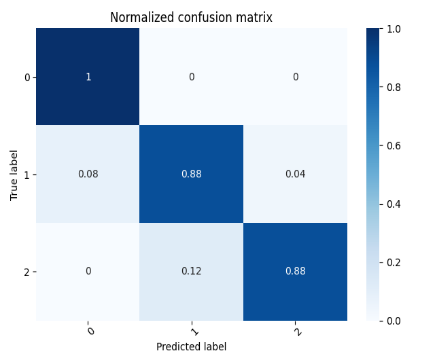 Normalized confusion matrix
1.0
0 1 0 0
0.8
0.6
True label
1 0.08 0.88 0.04
0.4
0.2
2 0 0.12 0.88
0.0
0 1 2
Predicted label